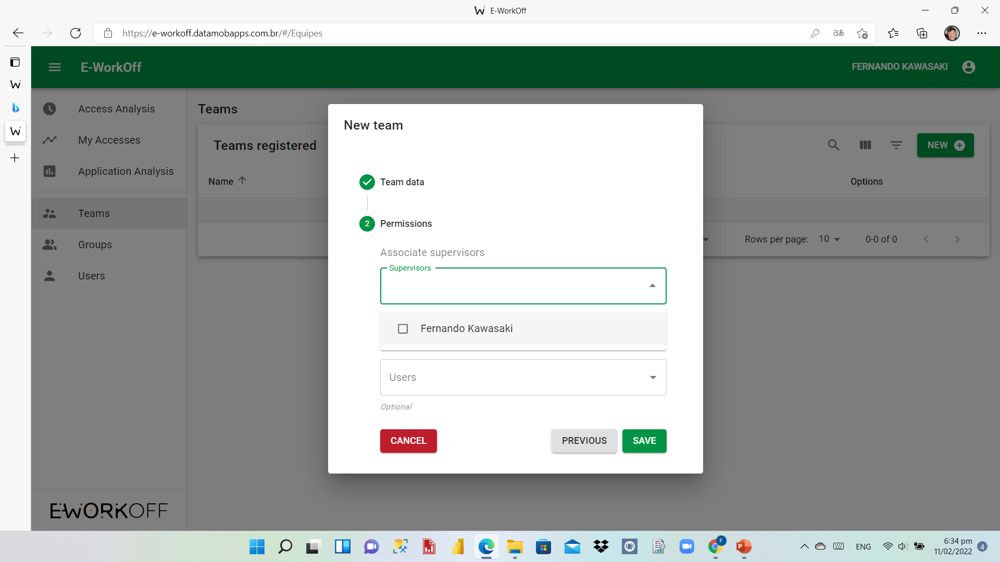 E-WorkOff
https://e-workoff.datamobapps.com.br/#/Equipes
E-WorkOff
FERNANDO KAWASAKI
Access Analysis
My Accesses
Application Analysis
Teams
Groups
Users
EWORKOFF
Teams
Teams registered
NEW
Name
Options
Rows per page: 10
0-0 of 0
New team
Team data
2 Permissions
Associate supervisors
Supervisors
Fernando Kawasaki
Users
Optional
CANCEL
PREVIOUS
SAVE
ENG
6:34 pm
11/02/2022
4